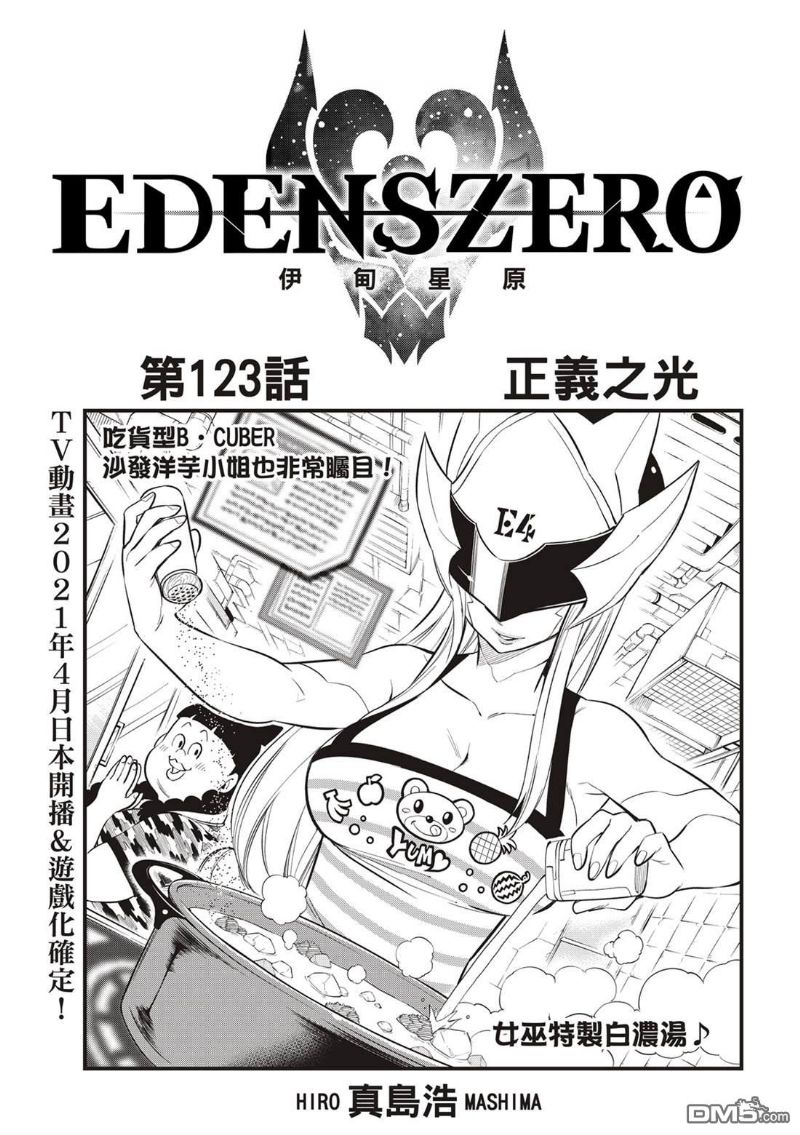 EDENSZERO
伊甸星原
第123話
正義之光
TV動畫2021年4月日本開播&遊戲化確定！
吃貨型B・CUBER
沙發洋芋小姐也非常矚目！
E4
YUMMY
女巫特製白濃湯♪
HIRO 真島浩 MASHIMA
DM5.com